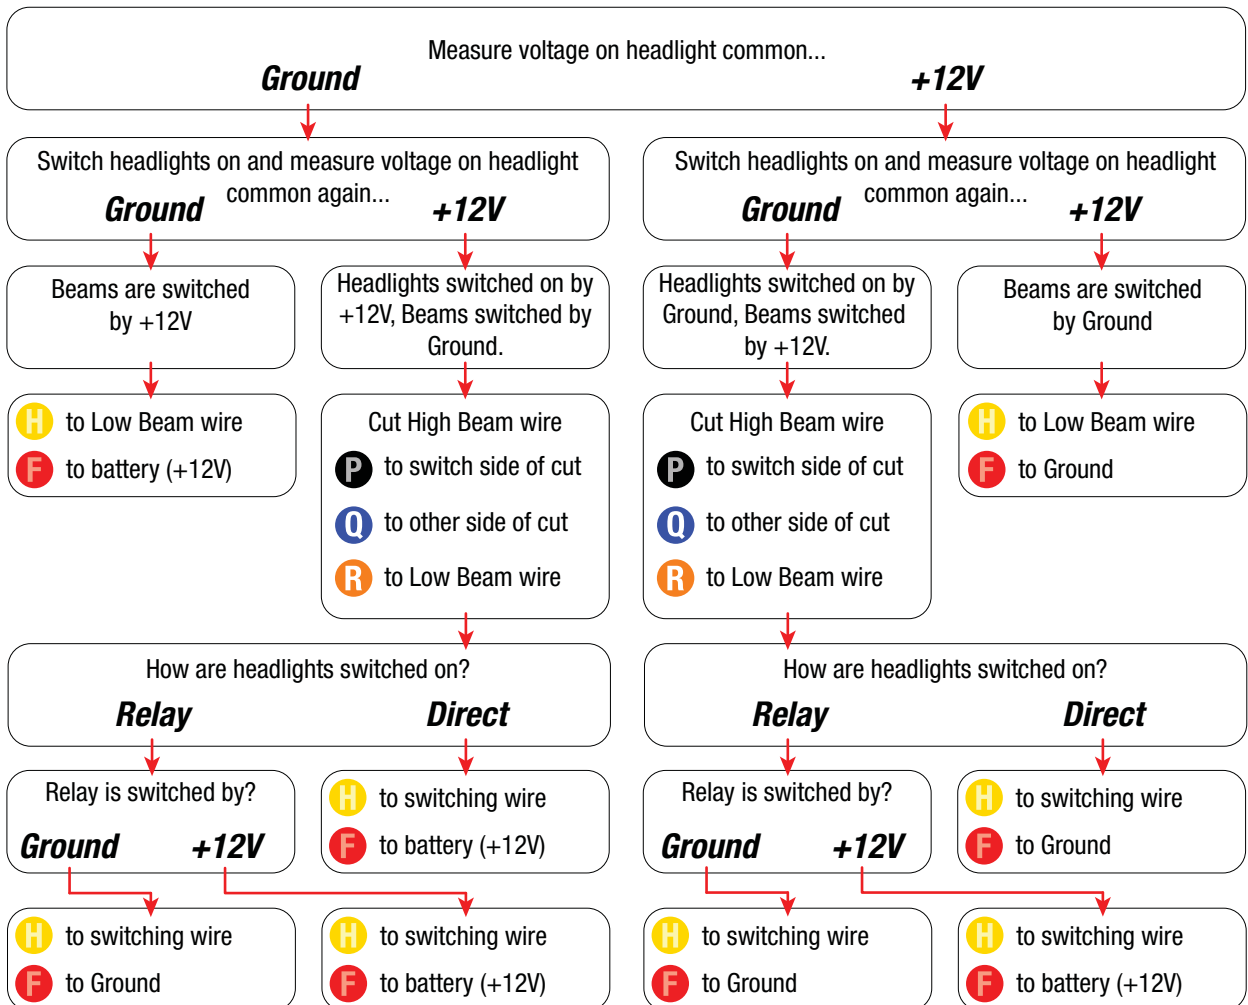 Measure voltage on headlight common...
Ground
+12V
Switch headlights on and measure voltage on headlight
common again...
Ground
+12V
Switch headlights on and measure voltage on headlight
common again...
Ground
+12V
Beams are switched
by +12V
Headlights switched on by
+12V, Beams switched by
Ground.
Headlights switched on by
Ground, Beams switched
by +12V.
Beams are switched
by Ground
H to Low Beam wire
F to battery (+12V)
Cut High Beam wire
P to switch side of cut
Q to other side of cut
R to Low Beam wire
Cut High Beam wire
P to switch side of cut
Q to other side of cut
R to Low Beam wire
H to Low Beam wire
F to Ground
How are headlights switched on?
Relay
Direct
How are headlights switched on?
Relay
Direct
Relay is switched by?
Ground
+12V
H to switching wire
F to battery (+12V)
Relay is switched by?
Ground
+12V
H to switching wire
F to Ground
H to switching wire
F to Ground
H to switching wire
F to battery (+12V)
H to switching wire
F to Ground
H to switching wire
F to battery (+12V)